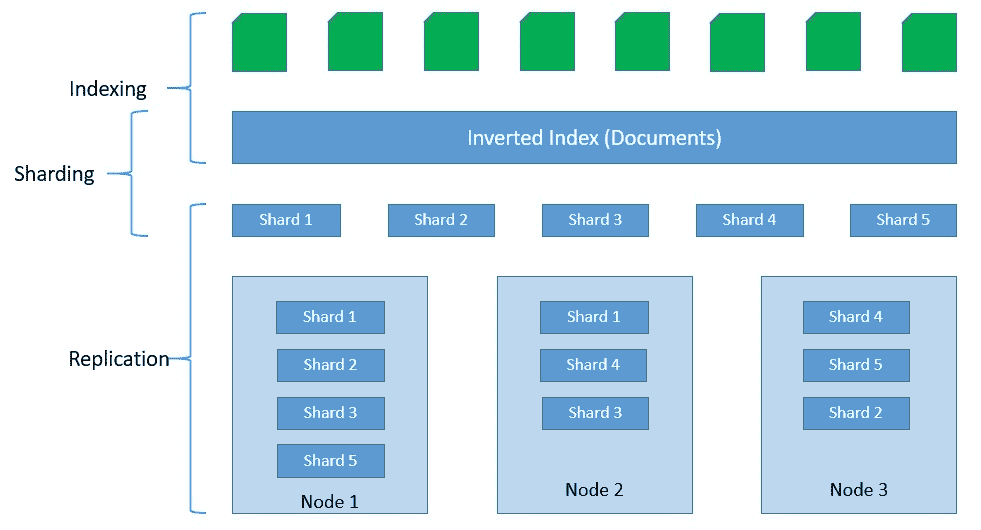 Indexing
Inverted Index (Documents)
Sharding
Shard 1
Shard 2
Shard 3
Shard 4
Shard 5
Replication
Shard 1
Shard 2
Shard 3
Shard 5
Node 1
Shard 1
Shard 4
Shard 3
Node 2
Shard 4
Shard 5
Shard 2
Node 3